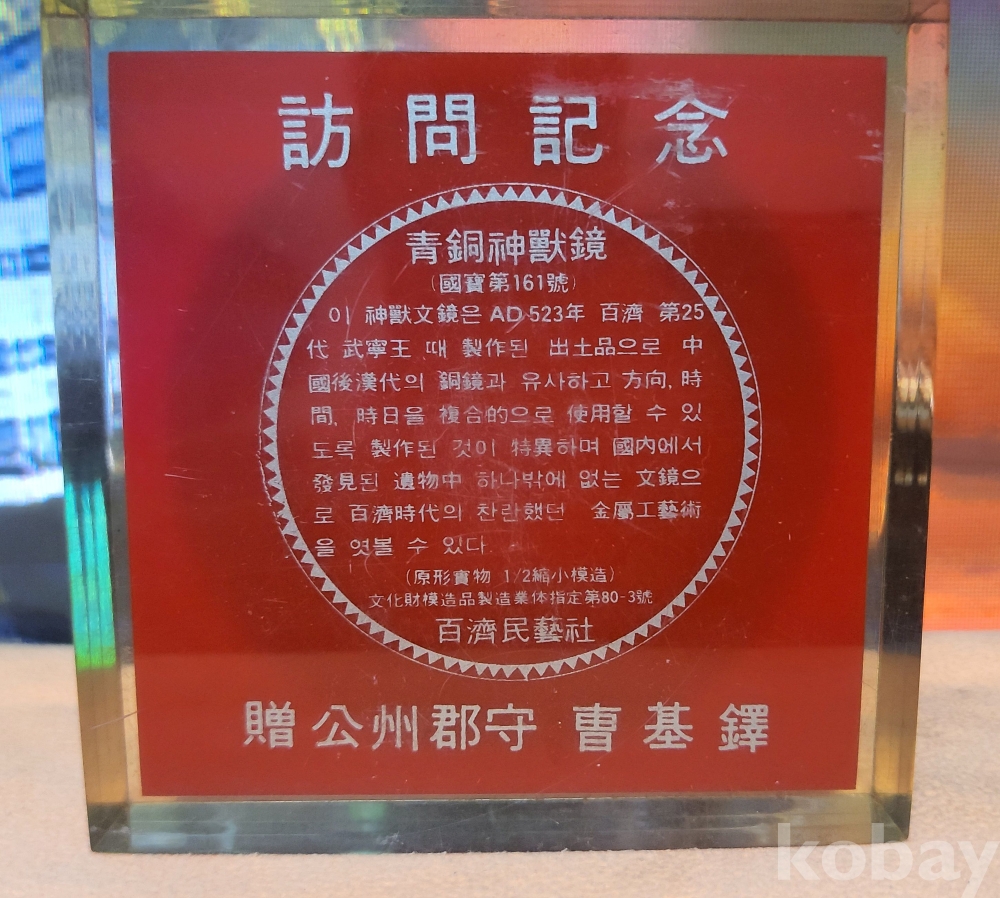 訪問記念
青銅神獸鏡
(國寶第161號)
이 神獸文鏡은 AD 523年 百濟 第25
代 武寧王 때 製作된 出土品으로 中
國後漢代의 銅鏡과 유사하고 方向, 時
間, 時日을 複合的으로 使用할 수 있
도록 製作된 것이 特異하며 國內에서
發見된 遺物中 하나밖에 없는 文鏡으
로 百濟時代의 찬란했던 金屬工藝術
을 엿볼 수 있다.
(原形實物 1/2縮小模造)
文化財模造品製造業体指定第80-3號
百濟民藝社
贈 公州郡守 曺基鐸
kobay